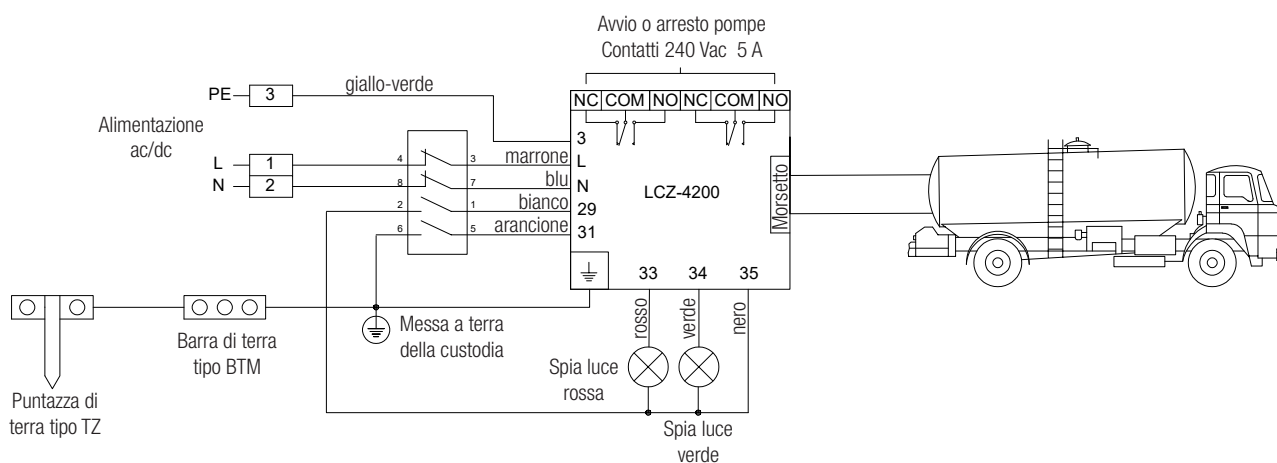 Avvio o arresto pompe
Contatti 240 Vac 5 A
NC COM NO NC COM NO
PE 3 giallo-verde
3
Alimentazione
ac/dc
L 1 4 3 marrone L
N 2 8 7 blu N
2 1 bianco 29
6 5 arancione 31
LCZ-4200
Morsetto
33 34 35
rosso verde nero
Messa a terra
della custodia
Barra di terra
tipo BTM
Puntazza di
terra tipo TZ
Spia luce
rossa
Spia luce
verde